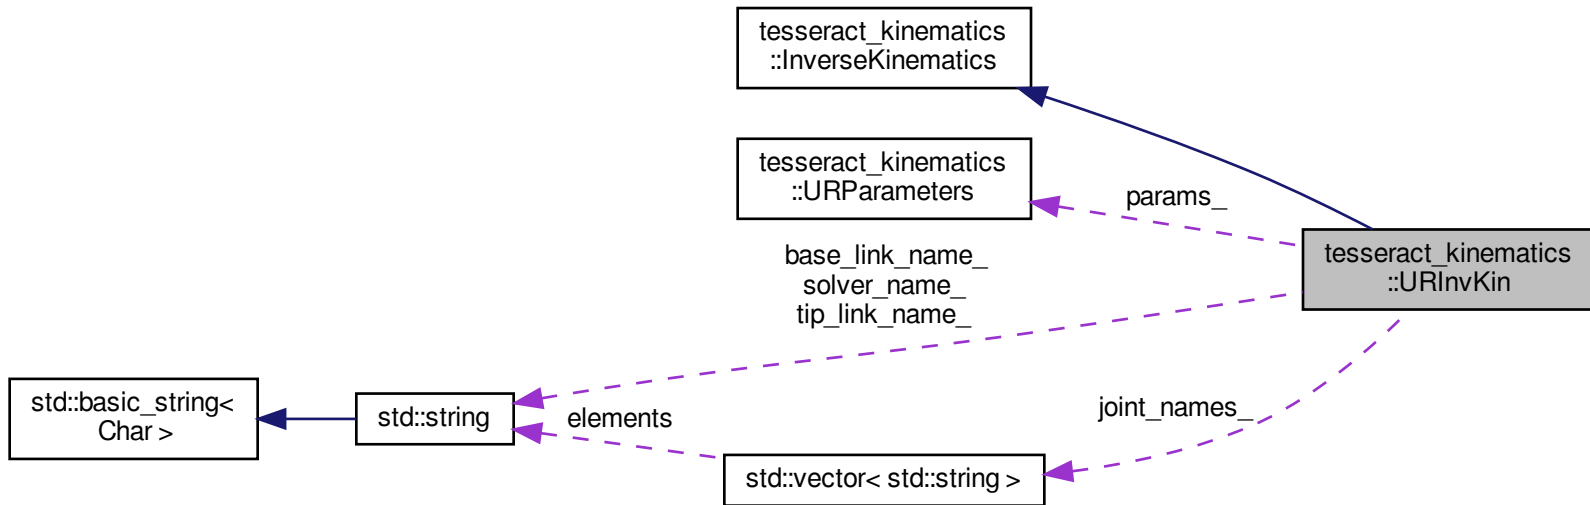 tesseract_kinematics
::InverseKinematics
tesseract_kinematics
::URParameters
params_
tesseract_kinematics
::URInvKin
base_link_name_
solver_name_
tip_link_name_
std::basic_string<
Char >
std::string
elements
joint_names_
std::vector< std::string >